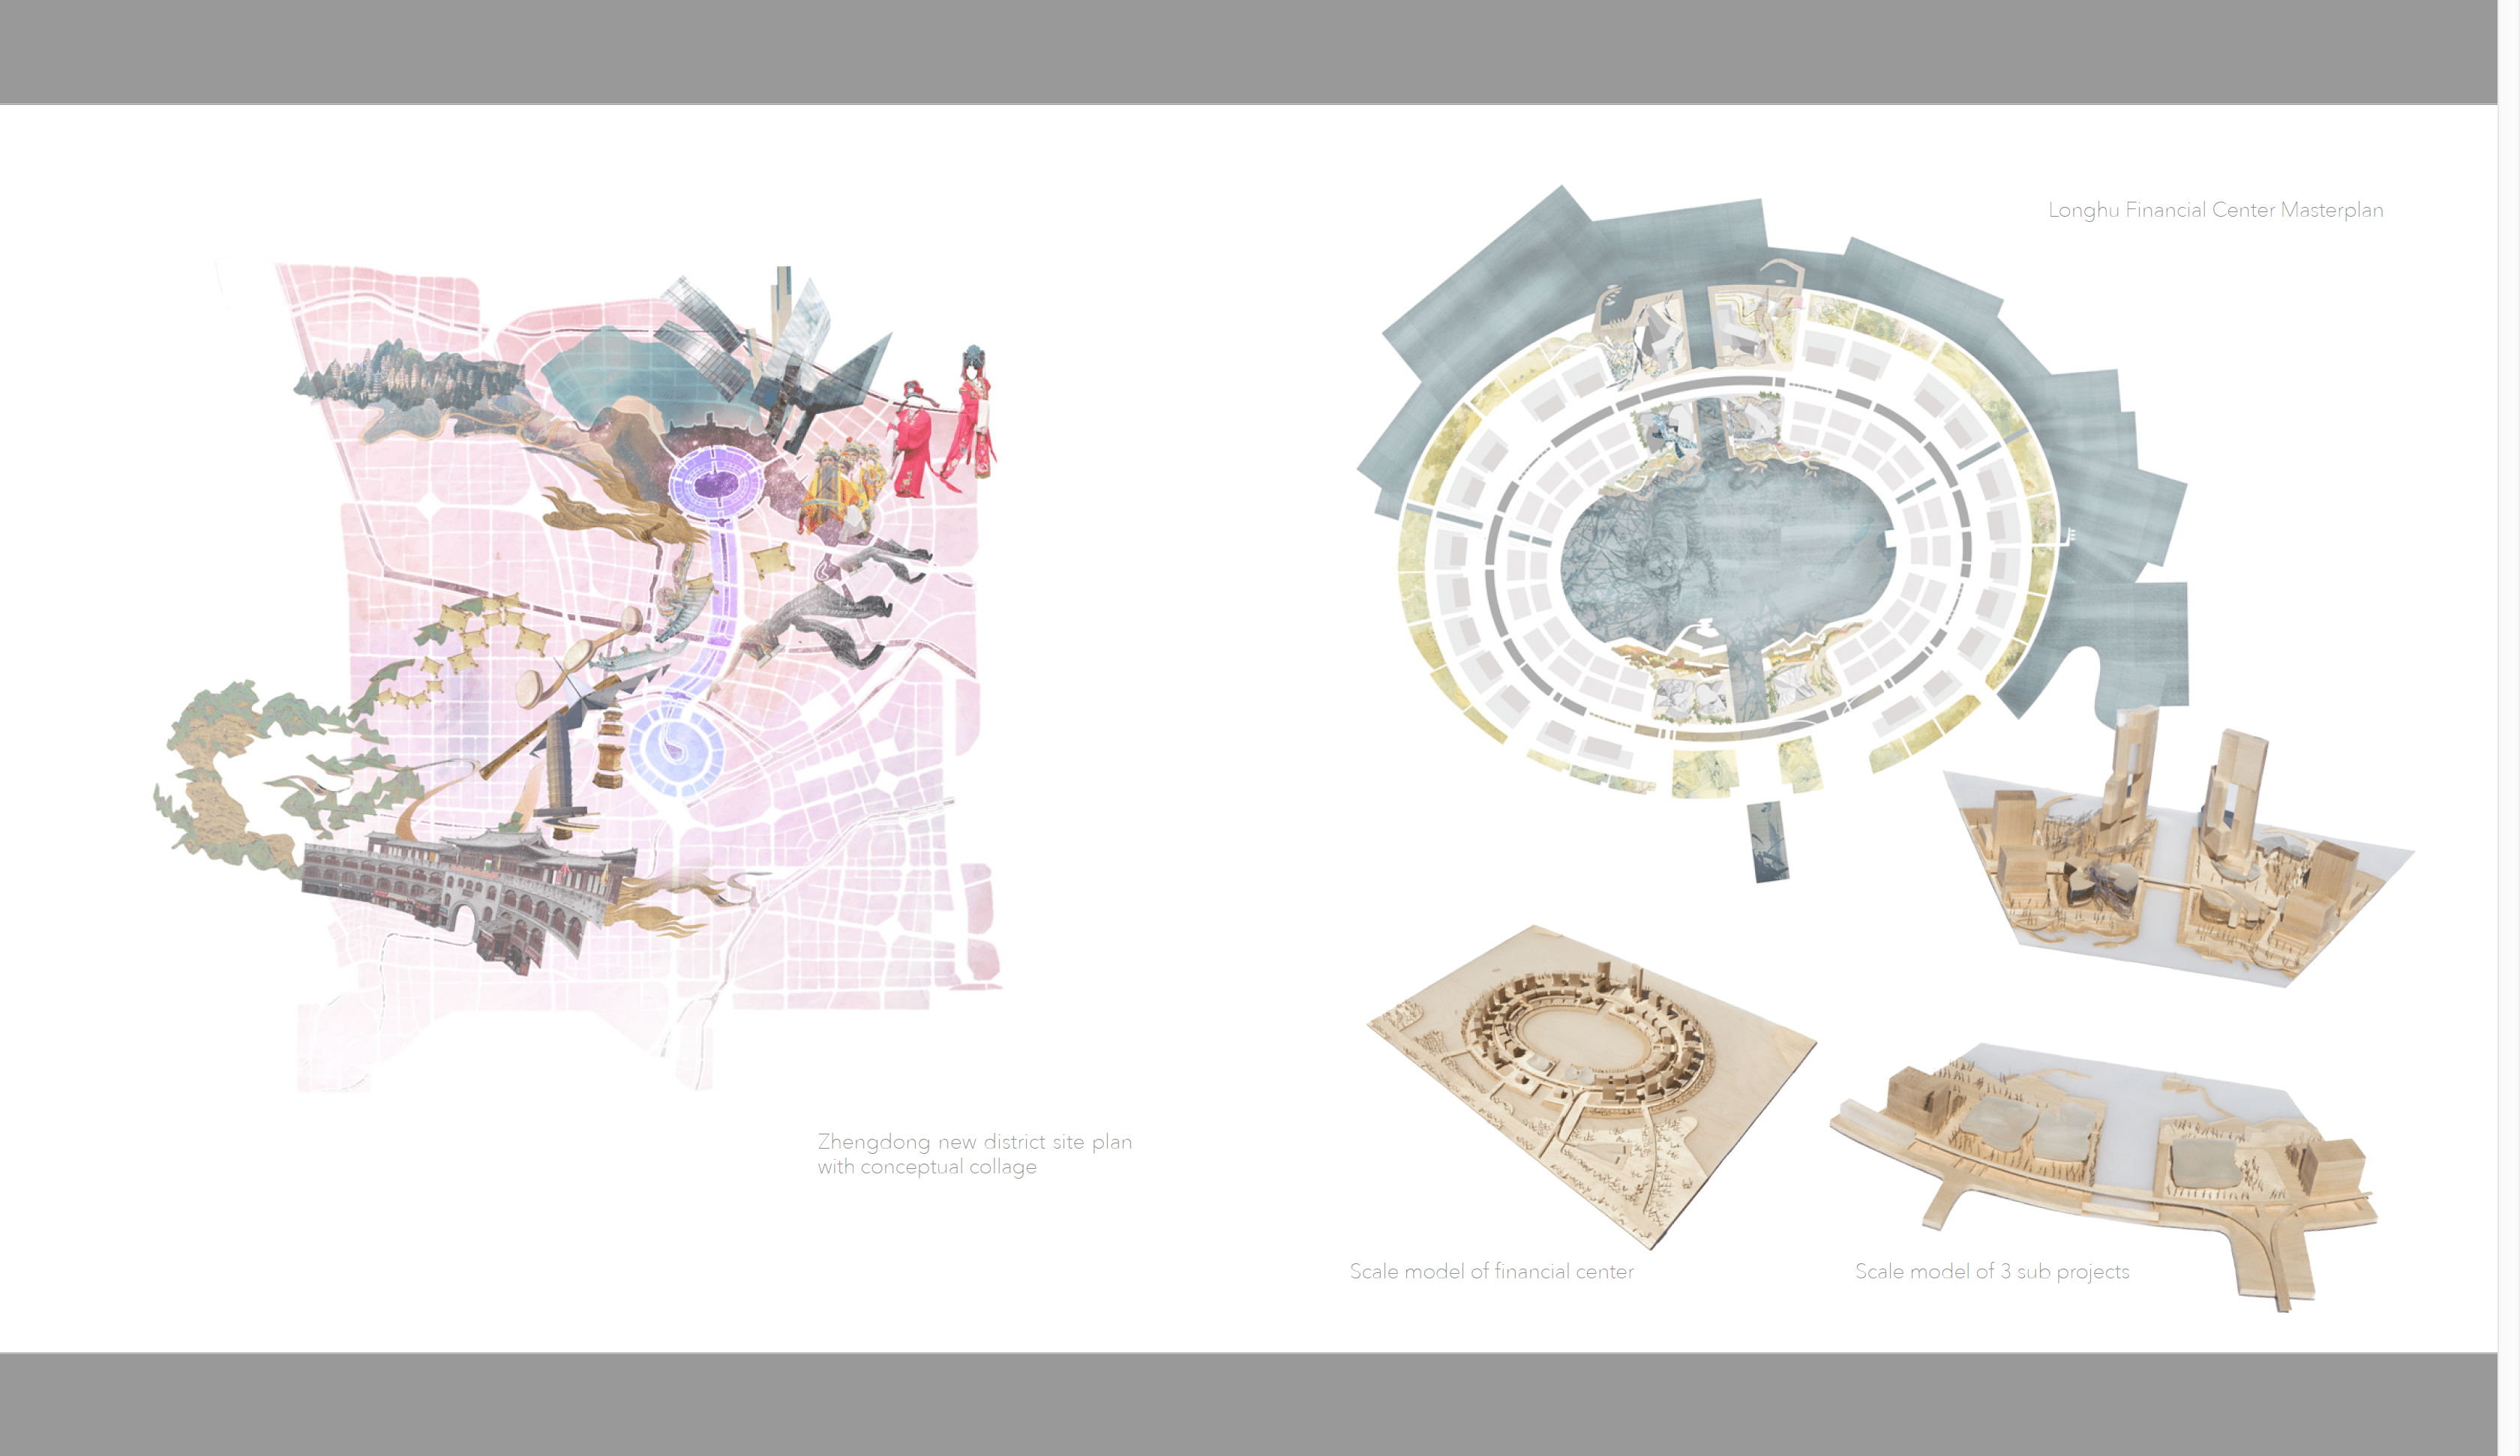 Longhu Financial Center Masterplan
Zhengdong new district site plan
with conceptual collage
Scale model of financial center
Scale model of 3 sub projects